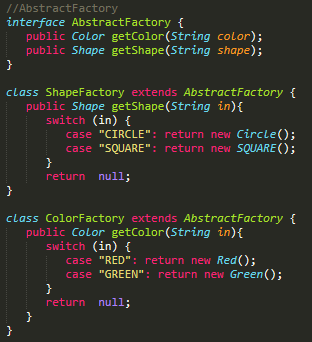 //AbstractFactory
interface AbstractFactory {
   public Color getColor(String color);
   public Shape getShape(String shape);
}

class ShapeFactory extends AbstractFactory {
   public Shape getShape(String in){
      switch (in) {
         case "CIRCLE": return new Circle();
         case "SQUARE": return new SQUARE();
      }
      return  null;
}

class ColorFactory extends AbstractFactory {
   public Color getColor(String in){
      switch (in) {
         case "RED": return new Red();
         case "GREEN": return new Green();
      }
      return  null;
   }
}